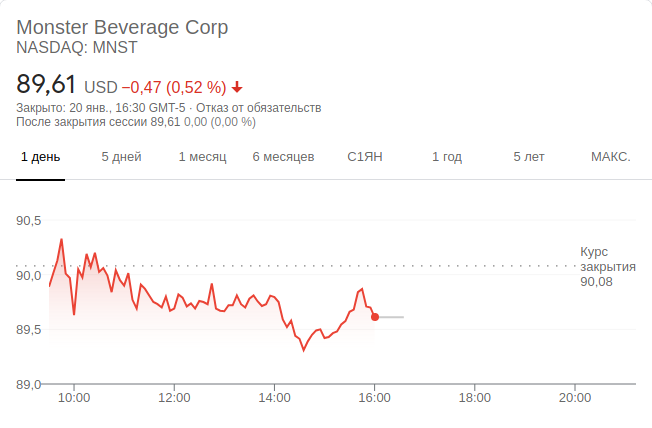 Monster Beverage Corp
NASDAQ: MNST
89,61 USD −0,47 (0,52 %)
Закрыто: 20 янв., 16:30 GMT-5 · Отказ от обязательств
После закрытия сессии 89,61 0,00 (0,00 %)
1 день 5 дней 1 месяц 6 месяцев С1ЯН 1 год 5 лет МАКС.
90,5
Курс
закрытия
90,08
90,0
89,5
89,0
10:00 12:00 14:00 16:00 18:00 20:00